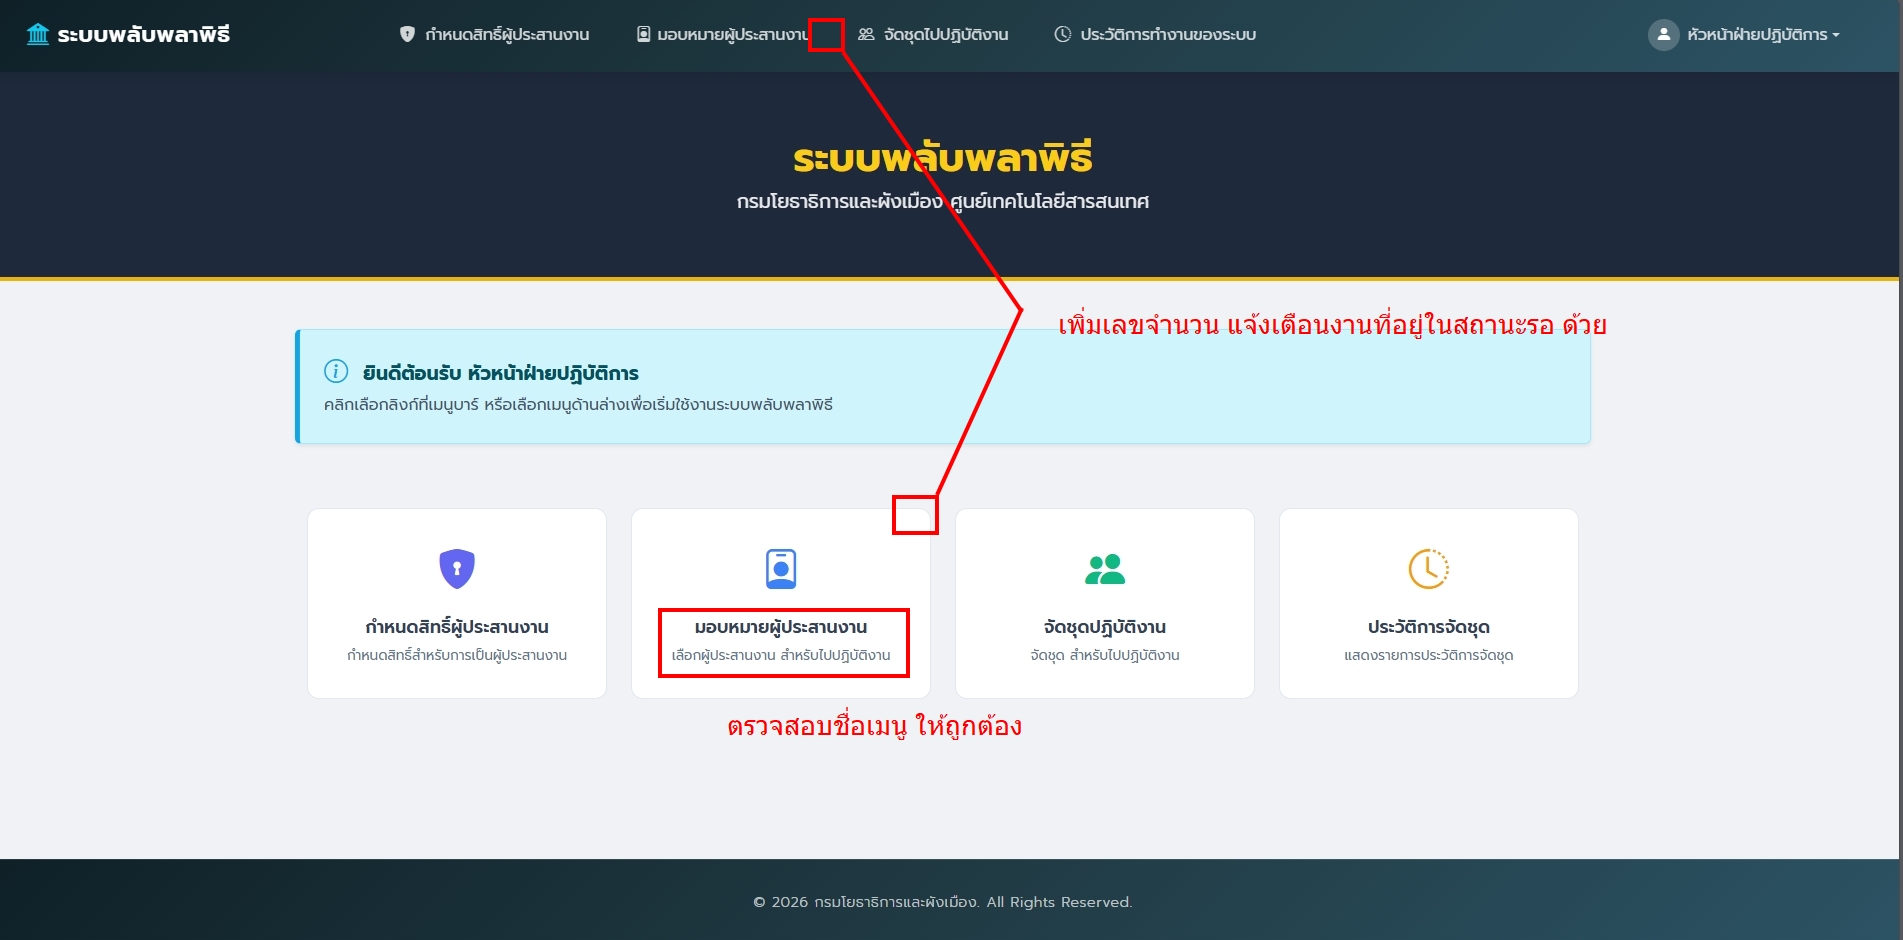 ระบบพลับพลาพิธี
กำหนดสิทธิ์ผู้ประสานงาน
มอบหมายผู้ประสานงาน
จัดชุดไปปฏิบัติงาน
ประวัติการทำงานของระบบ
หัวหน้าฝ่ายปฏิบัติการ
ระบบพลับพลาพิธี
กรมโยธาธิการและผังเมือง ศูนย์เทคโนโลยีสารสนเทศ
เพิ่มเลขจำนวน แจ้งเตือนงานที่อยู่ในสถานะรอ ด้วย
ยินดีต้อนรับ หัวหน้าฝ่ายปฏิบัติการ
คลิกเลือกลิงก์ที่เมนูบาร์ หรือเลือกเมนูด้านล่างเพื่อเริ่มใช้งานระบบพลับพลาพิธี
กำหนดสิทธิ์ผู้ประสานงาน
กำหนดสิทธิ์สำหรับการเป็นผู้ประสานงาน
มอบหมายผู้ประสานงาน
เลือกผู้ประสานงาน สำหรับไปปฏิบัติงาน
จัดชุดปฏิบัติงาน
จัดชุด สำหรับไปปฏิบัติงาน
ประวัติการจัดชุด
แสดงรายการประวัติการจัดชุด
ตรวจสอบชื่อเมนู ให้ถูกต้อง
© 2026 กรมโยธาธิการและผังเมือง. All Rights Reserved.